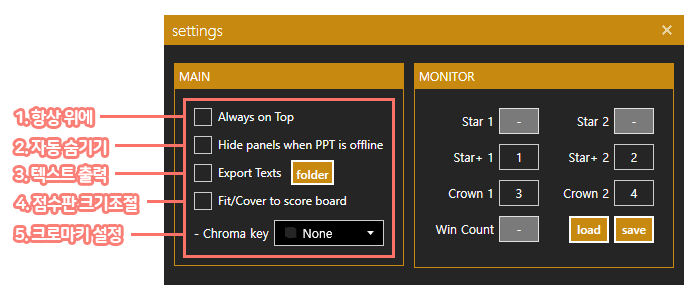 settings ×
MAIN
1. 항상 위에
Always on Top
2. 자동 숨기기
Hide panels when PPT is offline
3. 텍스트 출력
Export Texts folder
4. 점수판 크기조절
Fit/Cover to score board
5. 크로마키 설정
- Chroma key None
MONITOR
Star 1 - Star 2 -
Star+ 1 1 Star+ 2 2
Crown 1 3 Crown 2 4
Win Count - load save